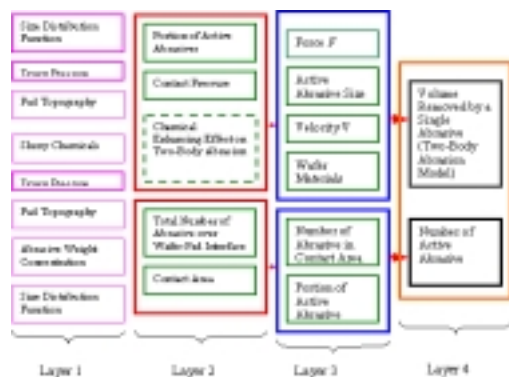 Size Distribution
Function
Down Pressure
Pad Topography
Slurry Chemicals
Down Pressure
Pad Topography
Abrasive Weight
Concentration
Size Distribution
Function
Portion of Active
Abrasives
Contact Pressure
Chemical
Enhancing Effect on
Two-Body abrasion
Total Number of
Abrasive over
Wafer-Pad Interface
Contact Area
Force F
Active
Abrasive Size
Velocity V
Wafer
Materials
Number of
Abrasive in
Contact Area
Portion of
Active
Abrasive
Volume
Removed by a
Single
Abrasive
(Two-Body
Abrasion
Model)
Number of
Active
Abrasive
Layer 1
Layer 2
Layer 3
Layer 4